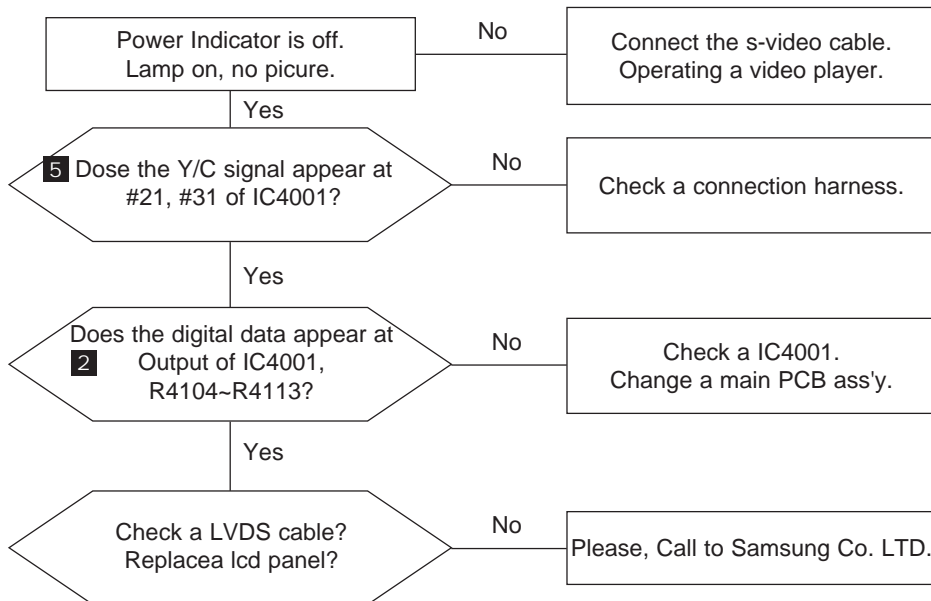 Power Indicator is off.
Lamp on, no picure.
No
Connect the s-video cable.
Operating a video player.
Yes
5 Dose the Y/C signal appear at
#21, #31 of IC4001?
No
Check a connection harness.
Yes
Does the digital data appear at
2 Output of IC4001,
R4104~R4113?
No
Check a IC4001.
Change a main PCB ass'y.
Yes
Check a LVDS cable?
Replacea lcd panel?
No
Please, Call to Samsung Co. LTD.